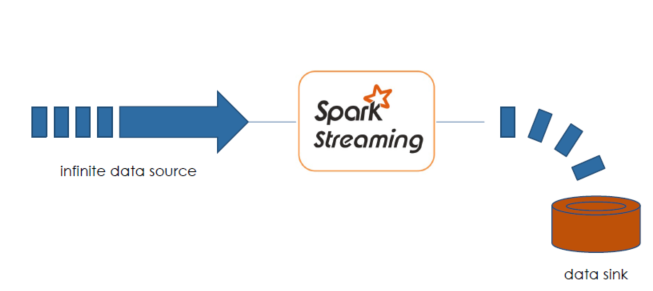 infinite data source
Spark
Streaming
data sink